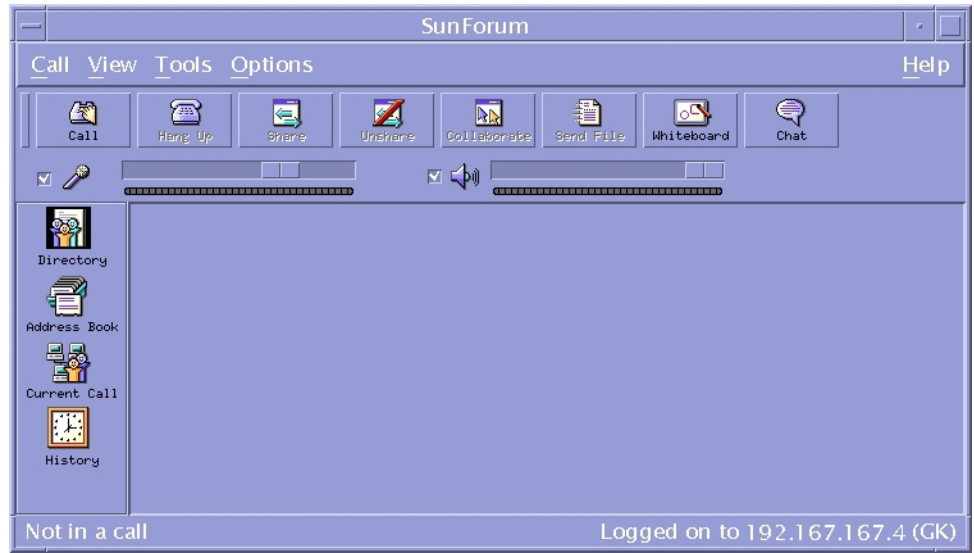 SunForum
Call View Tools Options Help
Call Hang Up Share Unshare Collaborate Send File Whiteboard Chat
Directory
Address Book
Current Call
History
Not in a call Logged on to 192.167.167.4 (GK)